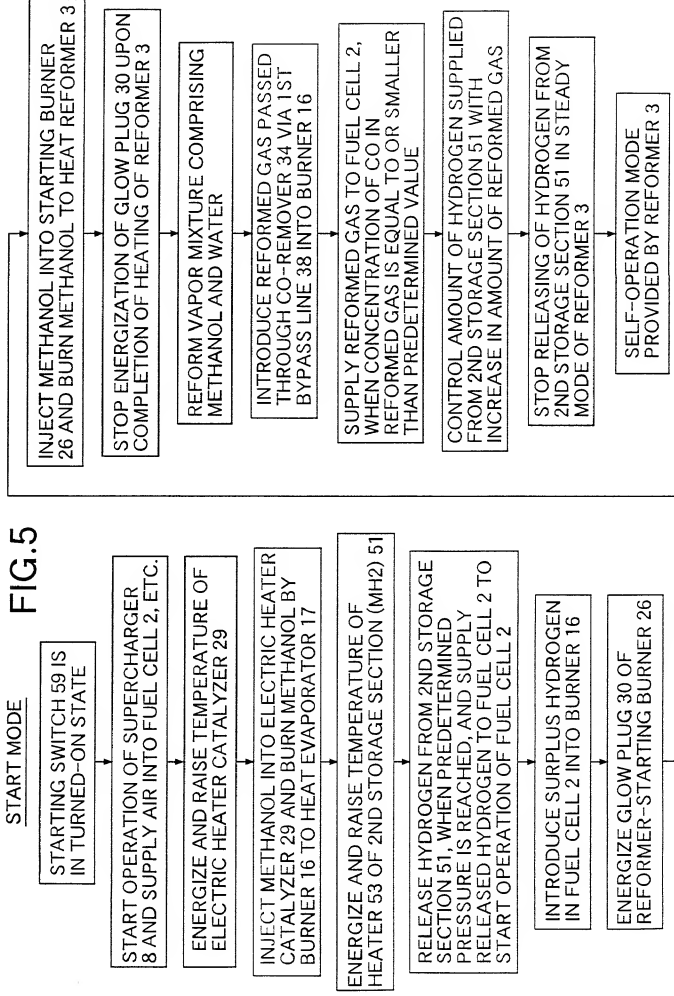 FIG.5
START MODE
STARTING SWITCH 59 IS
IN TURNED-ON STATE
START OPERATION OF SUPERCHARGER
8 AND SUPPLY AIR INTO FUEL CELL 2, ETC.
ENERGIZE AND RAISE TEMPERATURE OF
ELECTRIC HEATER CATALYZER 29
INJECT METHANOL INTO ELECTRIC HEATER
CATALYZER 29 AND BURN METHANOL BY
BURNER 16 TO HEAT EVAPORATOR 17
ENERGIZE AND RAISE TEMPERATURE OF
HEATER 53 OF 2ND STORAGE SECTION (MH2) 51
RELEASE HYDROGEN FROM 2ND STORAGE
SECTION 51, WHEN PREDETERMINED
PRESSURE IS REACHED, AND SUPPLY
RELEASED HYDROGEN TO FUEL CELL 2 TO
START OPERATION OF FUEL CELL 2
INTRODUCE SURPLUS HYDROGEN
IN FUEL CELL 2 INTO BURNER 16
ENERGIZE GLOW PLUG 30 OF
REFORMER-STARTING BURNER 26
INJECT METHANOL INTO STARTING BURNER
26 AND BURN METHANOL TO HEAT REFORMER 3
STOP ENERGIZATION OF GLOW PLUG 30 UPON
COMPLETION OF HEATING OF REFORMER 3
REFORM VAPOR MIXTURE COMPRISING
METHANOL AND WATER
INTRODUCE REFORMED GAS PASSED
THROUGH CO-REMOVER 34 VIA 1ST
BYPASS LINE 38 INTO BURNER 16
SUPPLY REFORMED GAS TO FUEL CELL 2,
WHEN CONCENTRATION OF CO IN
REFORMED GAS IS EQUAL TO OR SMALLER
THAN PREDETERMINED VALUE
CONTROL AMOUNT OF HYDROGEN SUPPLIED
FROM 2ND STORAGE SECTION 51 WITH
INCREASE IN AMOUNT OF REFORMED GAS
STOP RELEASING OF HYDROGEN FROM
2ND STORAGE SECTION 51 IN STEADY
MODE OF REFORMER 3
SELF-OPERATION MODE
PROVIDED BY REFORMER 3